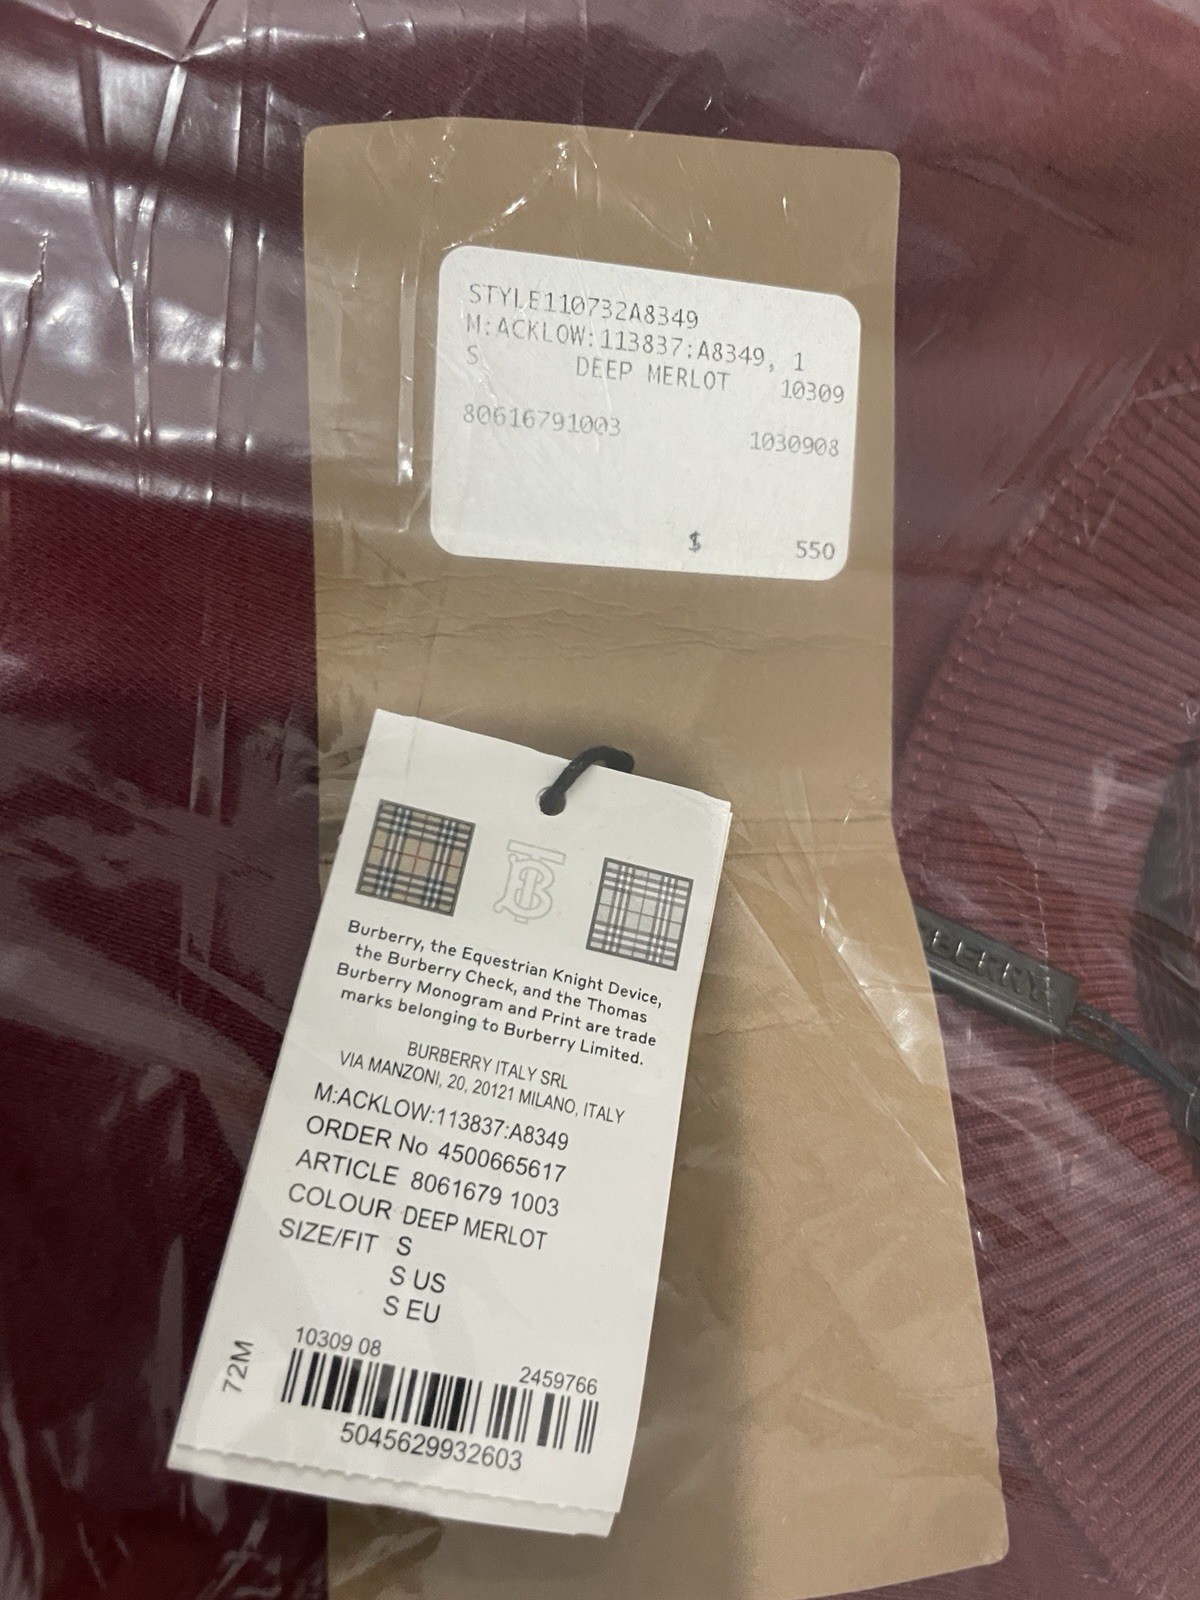 STYLE110732A8349
M:ACKLOW:113837:A8349, 1
S DEEP MERLOT 10309
80616791003 1030908
$ 550
Burberry, the Equestrian Knight Device,
the Burberry Check, and the Thomas
Burberry Monogram and Print are trade
marks belonging to Burberry Limited.
BURBERRY ITALY SRL
VIA MANZONI, 20, 20121 MILANO, ITALY
M:ACKLOW:113837:A8349
ORDER No 4500665617
ARTICLE 8061679 1003
COLOUR DEEP MERLOT
SIZE/FIT S
S US
S EU
72M
10309 08
2459766
5045629932603
BERRY